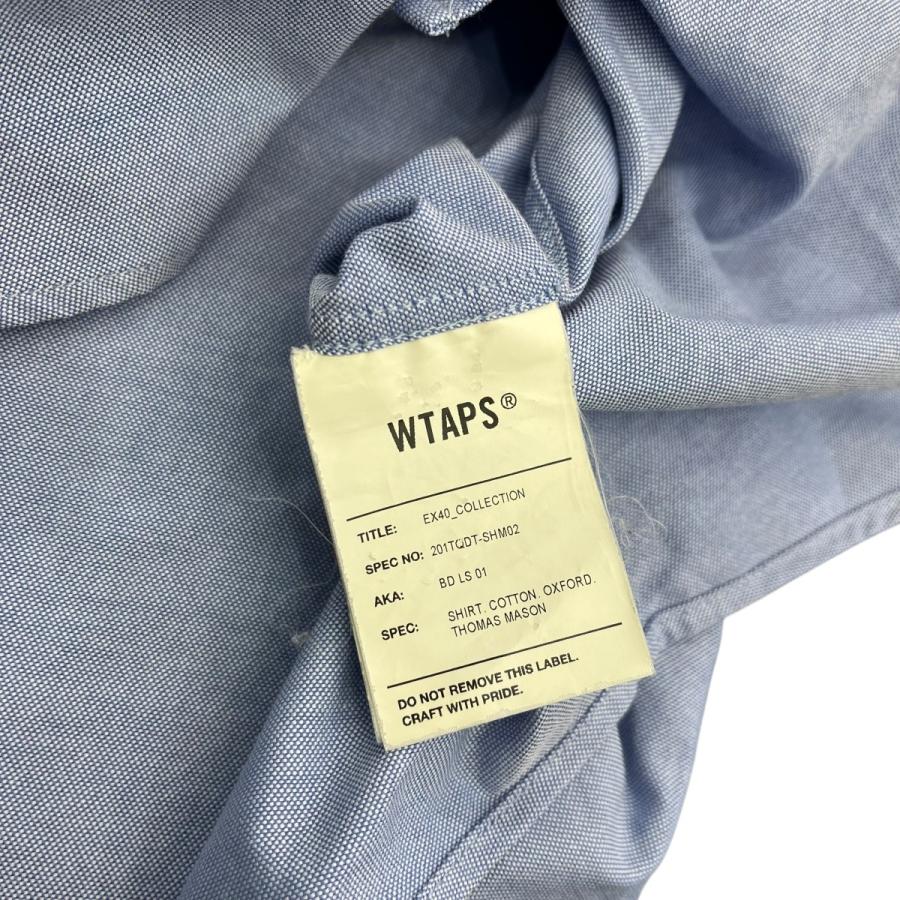 WTAPS®
TITLE: EX40_COLLECTION
SPEC NO: 201TQDT-SHM02
AKA: BD LS 01
SPEC: SHIRT. COTTON. OXFORD.
THOMAS MASON
DO NOT REMOVE THIS LABEL.
CRAFT WITH PRIDE.